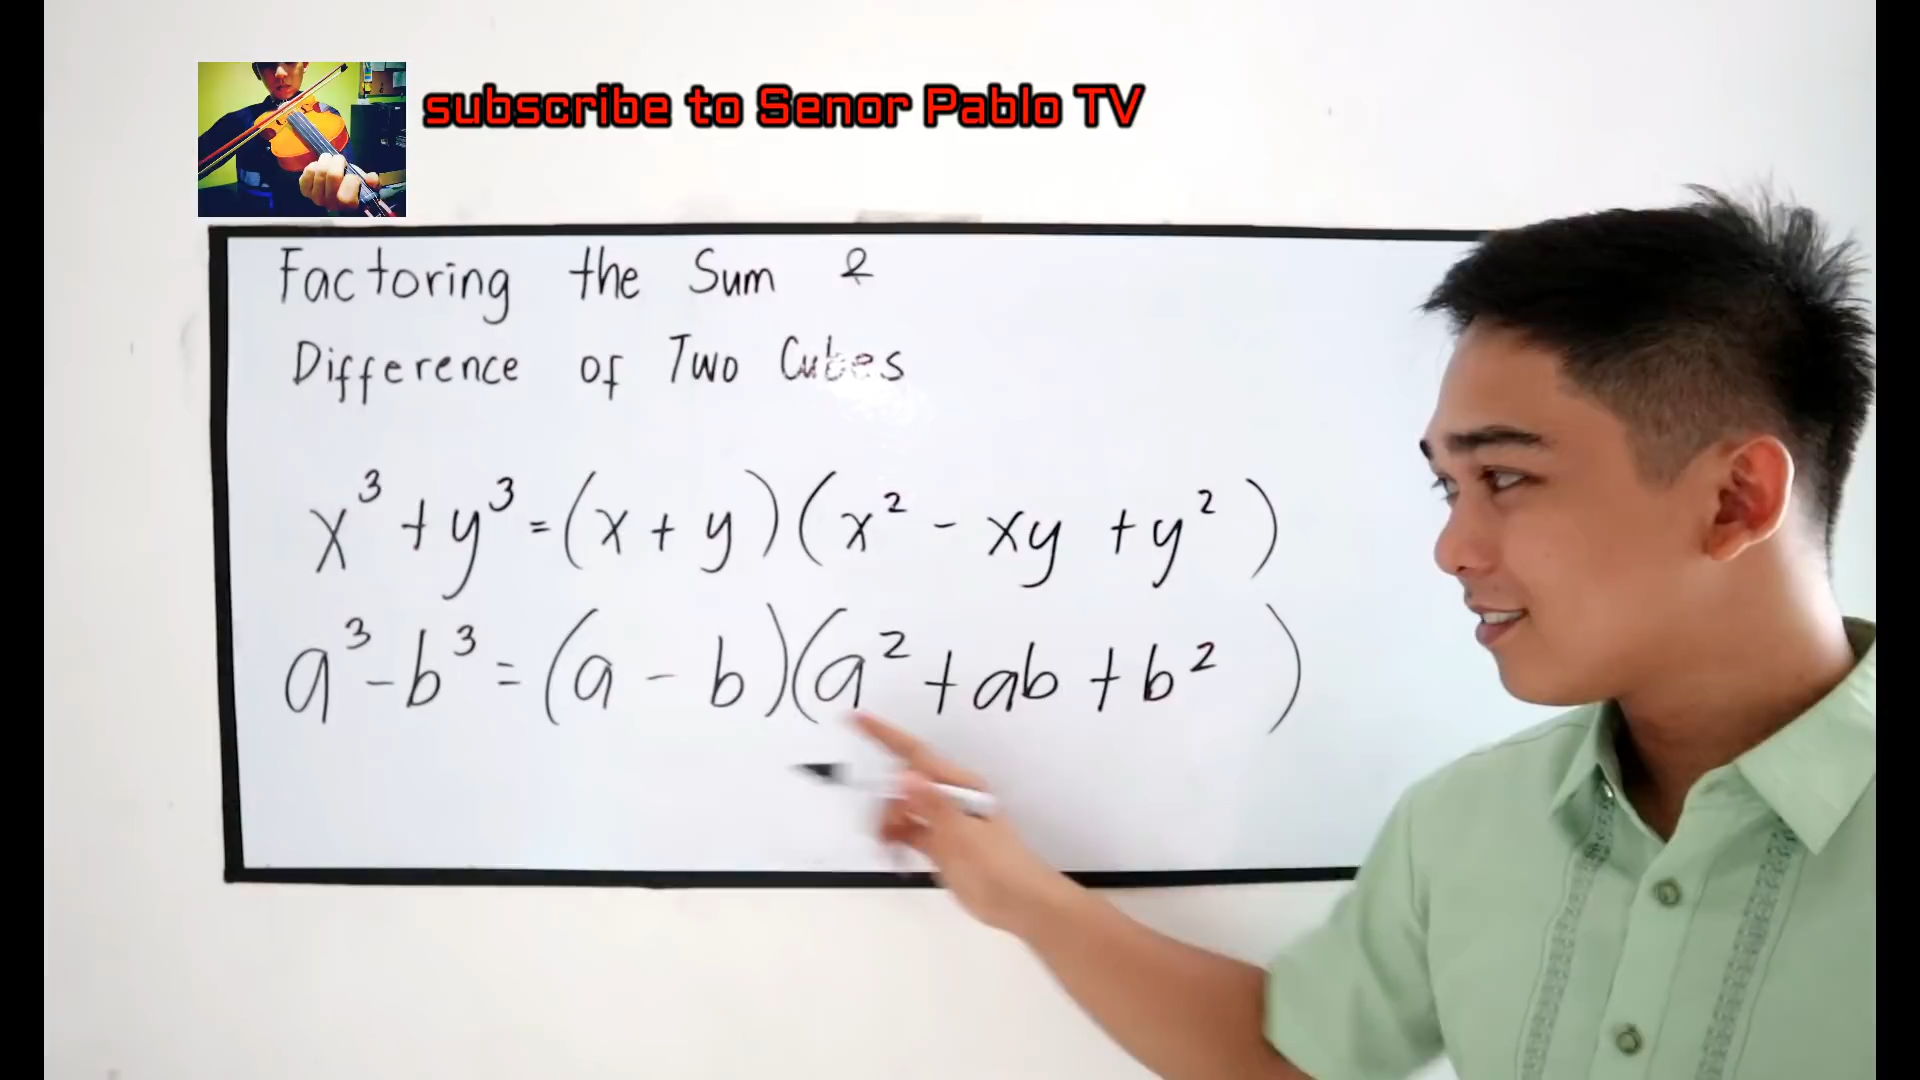 subscribe to Senor Pablo TV
Factoring the Sum &
Difference of Two Cubes
x³ + y³ = (x + y)(x² - xy + y²)
a³ - b³ = (a - b)(a² + ab + b²)